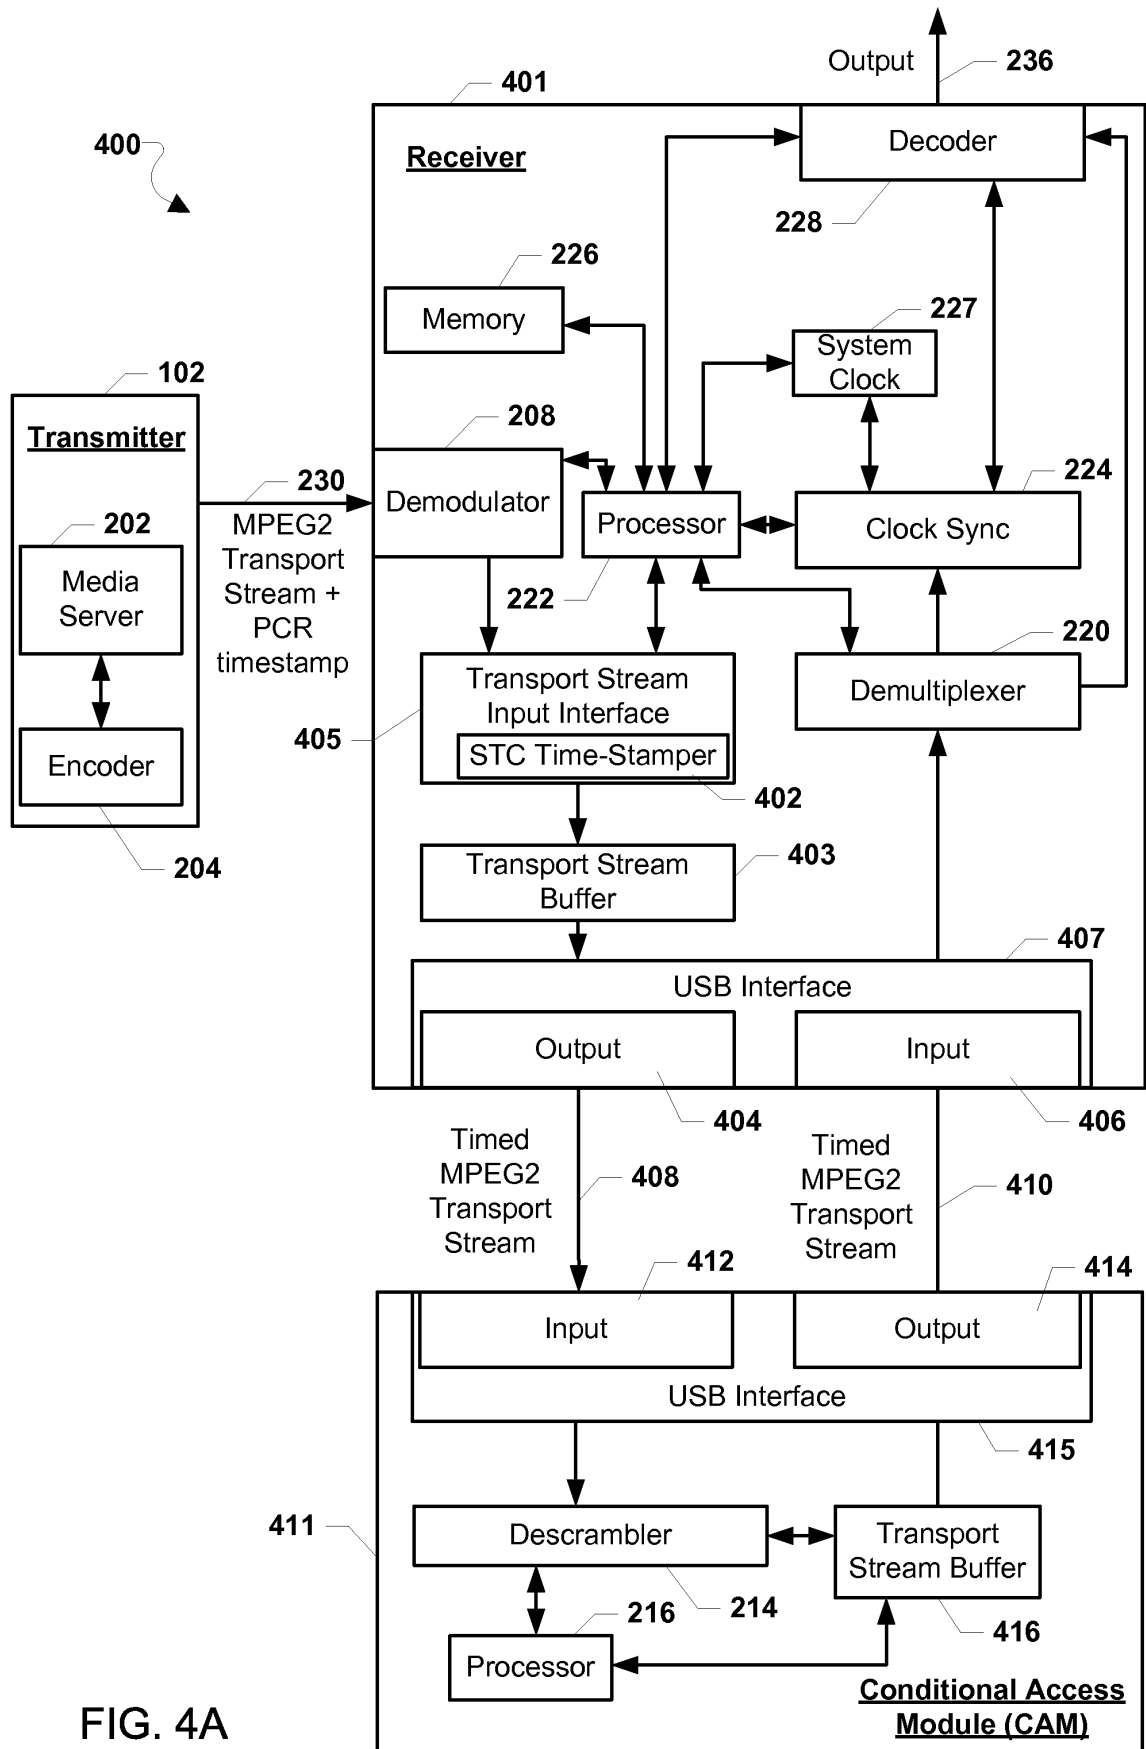 Output
236
401
400
Receiver
Decoder
228
226
Memory
227
System
Clock
102
Transmitter
208
Demodulator
230
MPEG2
Transport
Stream +
PCR
timestamp
224
Processor
Clock Sync
222
202
Media
Server
220
Transport Stream
Input Interface
Demultiplexer
405
STC Time-Stamper
402
Encoder
204
403
Transport Stream
Buffer
407
USB Interface
Output
Input
404
406
Timed
MPEG2
Transport
Stream
408
Timed
MPEG2
Transport
Stream
410
412
414
Input
Output
USB Interface
415
411
Descrambler
Transport
Stream Buffer
216
214
416
Processor
Conditional Access
Module (CAM)
FIG. 4A